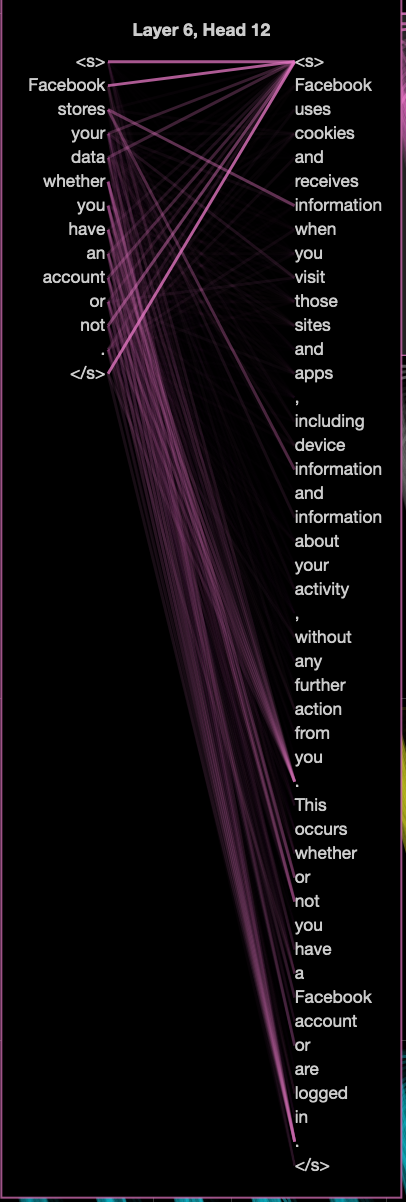 Layer 6, Head 12
<s> <s>
Facebook Facebook
stores uses
your cookies
data and
whether receives
you information
have when
an you
account visit
or those
not sites
. and
</s> apps
,
including
device
information
and
information
about
your
activity
,
without
any
further
action
from
you
.
This
occurs
whether
or
not
you
have
a
Facebook
account
or
are
logged
in
.
</s>